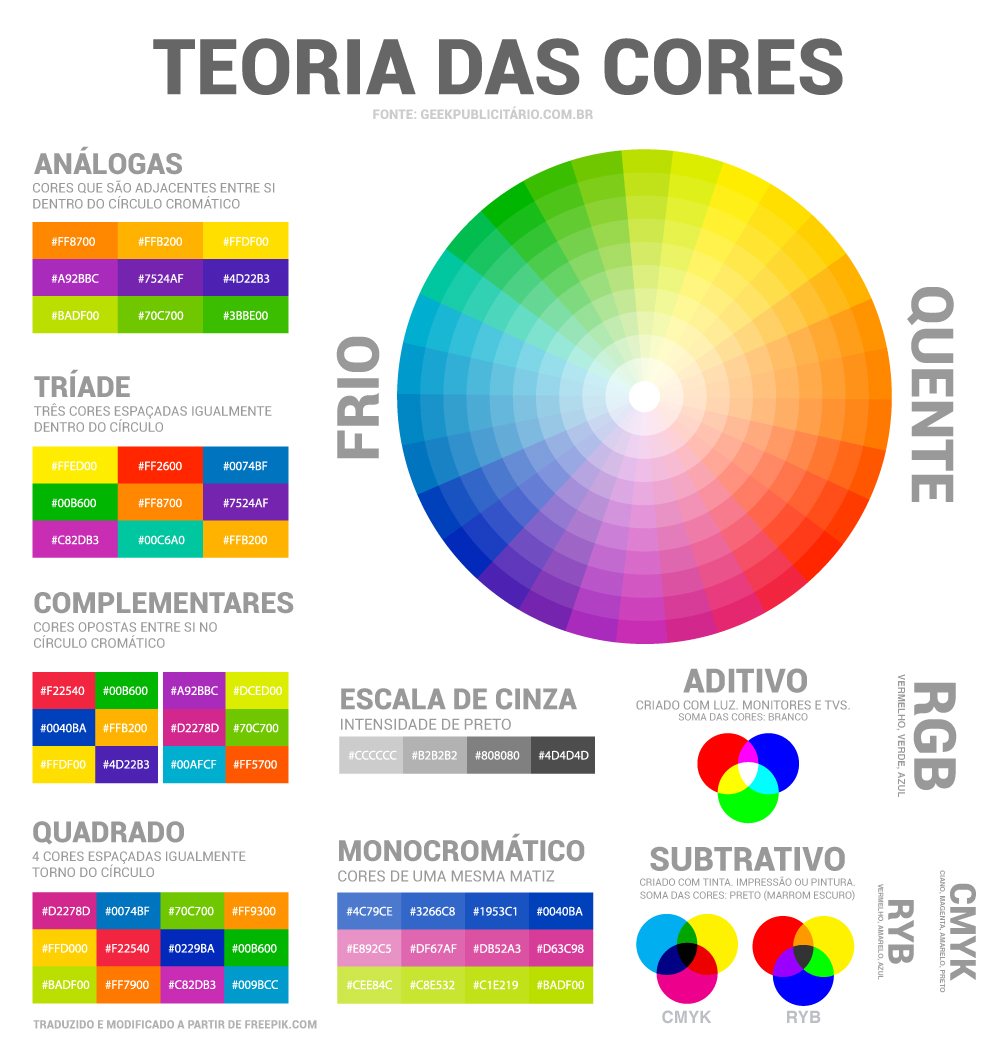 TEORIA DAS CORES
FONTE: GEEKPUBLICITÁRIO.COM.BR
ANÁLOGAS
CORES QUE SÃO ADJACENTES ENTRE SI
DENTRO DO CÍRCULO CROMÁTICO
#FF8700 #FFB200 #FFDF00
#A92BBC #7524AF #4D22B3
#BADF00 #70C700 #3BBE00
FRIO
QUENTE
TRÍADE
TRÊS CORES ESPAÇADAS IGUALMENTE
DENTRO DO CÍRCULO
#FFED00 #FF2600 #0074BF
#00B600 #FF8700 #7524AF
#C82DB3 #00C6A0 #FFB200
COMPLEMENTARES
CORES OPOSTAS ENTRE SI NO
CÍRCULO CROMÁTICO
#F22540 #00B600 #A92BBC #DCED00
#0040BA #FFB200 #D2278D #70C700
#FFDF00 #4D22B3 #00AFCF #FF5700
QUADRADO
4 CORES ESPAÇADAS IGUALMENTE
TORNO DO CÍRCULO
#D2278D #0074BF #70C700 #FF9300
#FFD000 #F22540 #0229BA #00B600
#BADF00 #FF7900 #C82DB3 #009BCC
TRADUZIDO E MODIFICADO A PARTIR DE FREEPIK.COM
ESCALA DE CINZA
INTENSIDADE DE PRETO
#CCCCCC #B2B2B2 #808080 #4D4D4D
MONOCROMÁTICO
CORES DE UMA MESMA MATIZ
#4C79CE #3266C8 #1953C1 #0040BA
#E892C5 #DF67AF #DB52A3 #D63C98
#CEE84C #C8E532 #C1E219 #BADF00
ADITIVO
CRIADO COM LUZ. MONITORES E TVS.
SOMA DAS CORES: BRANCO
RGB
VERMELHO, VERDE, AZUL
SUBTRATIVO
CRIADO COM TINTA. IMPRESSÃO OU PINTURA.
SOMA DAS CORES: PRETO (MARROM ESCURO)
CMYK
RYB
RYB
VERMELHO, AMARELO, AZUL
CMYK
CIANO, MAGENTA, AMARELO, PRETO